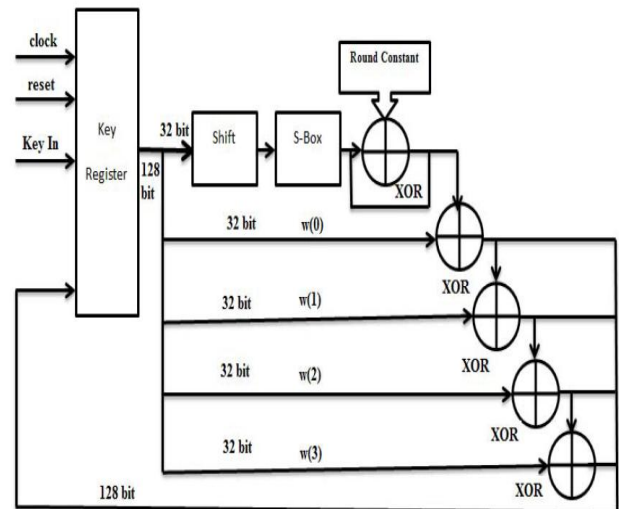 clock
reset
Key In
Key
Register
32 bit
128
bit
Shift
S-Box
Round Constant
XOR
32 bit w(0)
XOR
32 bit w(1)
XOR
32 bit w(2)
XOR
32 bit w(3)
XOR
128 bit